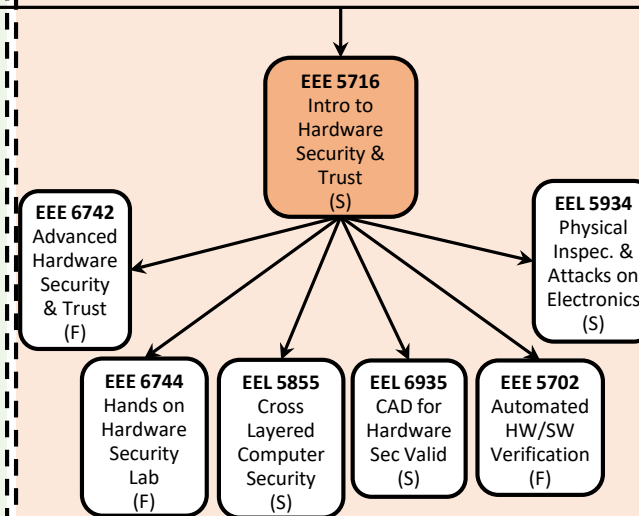 EEE 5716
Intro to
Hardware
Security &
Trust
(S)
EEE 6742
Advanced
Hardware
Security
& Trust
(F)
EEL 5934
Physical
Inspec. &
Attacks on
Electronics
(S)
EEE 6744
Hands on
Hardware
Security
Lab
(F)
EEL 5855
Cross
Layered
Computer
Security
(S)
EEL 6935
CAD for
Hardware
Sec Valid
(S)
EEE 5702
Automated
HW/SW
Verification
(F)